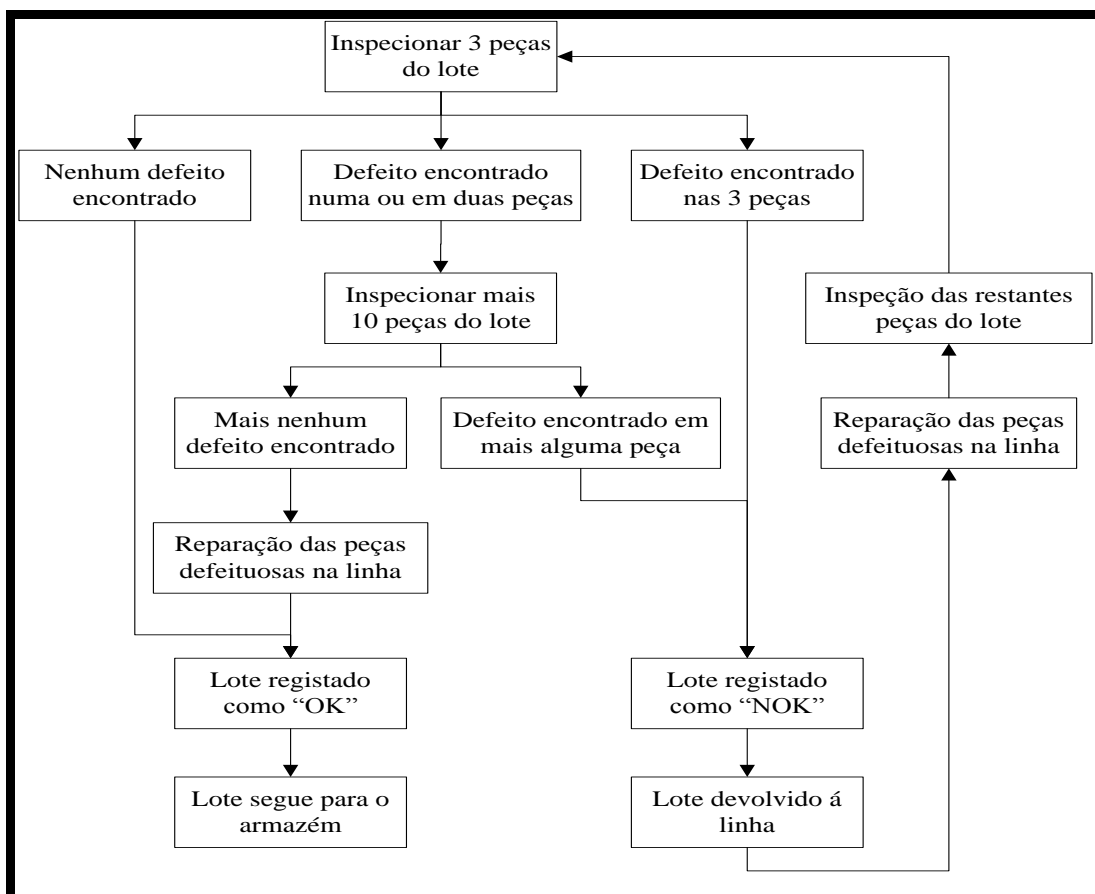 Inspecionar 3 peças
do lote
Nenhum defeito
encontrado
Defeito encontrado
numa ou em duas peças
Defeito encontrado
nas 3 peças
Inspecionar mais
10 peças do lote
Inspeção das restantes
peças do lote
Mais nenhum
defeito encontrado
Defeito encontrado em
mais alguma peça
Reparação das peças
defeituosas na linha
Reparação das peças
defeituosas na linha
Lote registado
como “OK”
Lote registado
como “NOK”
Lote segue para o
armazém
Lote devolvido á
linha